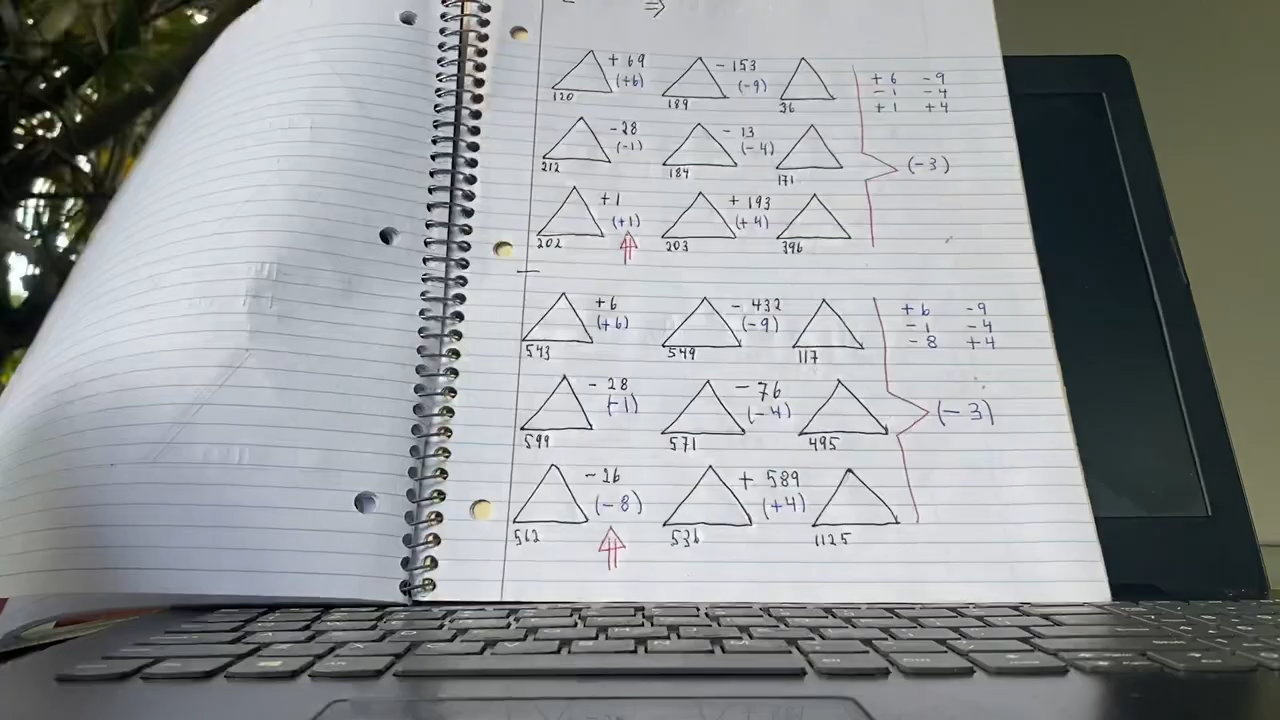 ⇒
+ 69 - 153 + 6 - 9
(+6) (-9) - 1 - 4
120 189 36 + 1 + 4
- 28 - 13
(-1) (-4) (-3)
212 184 171
+ 1 + 193
(+1) (+4)
202 203 396
+ 6 - 432 + 6 - 9
(+6) (-9) - 1 - 4
543 549 117 - 8 + 4
- 28 - 76
(-1) (-4) (-3)
599 571 495
- 26 + 589
(-8) (+4)
562 536 1125